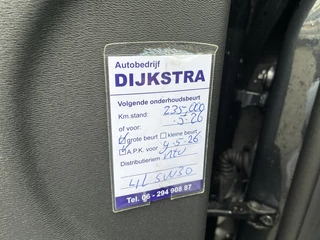 Autobedrijf
DIJKSTRA
Volgende onderhoudsbeurt
Km.stand: 235.000
of voor: -5-26
grote beurt kleine beurt
A.P.K. voor 9-5-26
Distributieriem
4L 5W30
Tel. 06 - 294 908 87